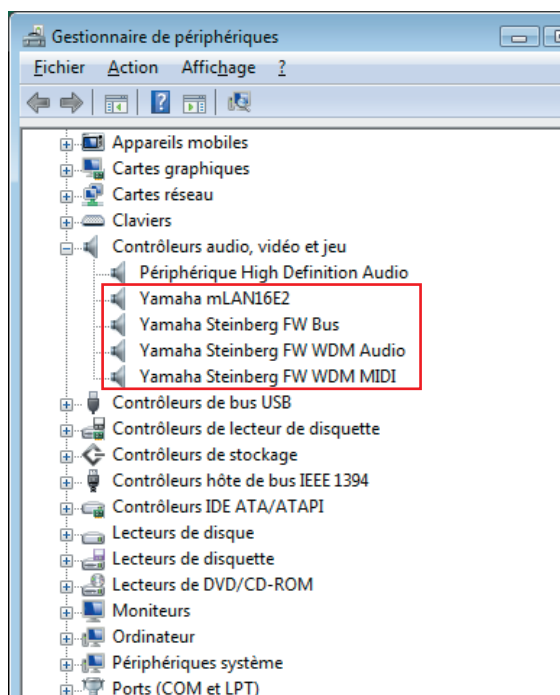 Gestionnaire de périphériques
Fichier Action Affichage ?
Appareils mobiles
Cartes graphiques
Cartes réseau
Claviers
Contrôleurs audio, vidéo et jeu
Périphérique High Definition Audio
Yamaha mLAN16E2
Yamaha Steinberg FW Bus
Yamaha Steinberg FW WDM Audio
Yamaha Steinberg FW WDM MIDI
Contrôleurs de bus USB
Contrôleurs de lecteur de disquette
Contrôleurs de stockage
Contrôleurs hôte de bus IEEE 1394
Contrôleurs IDE ATA/ATAPI
Lecteurs de disque
Lecteurs de disquette
Lecteurs de DVD/CD-ROM
Moniteurs
Ordinateur
Périphériques système
Ports (COM et LPT)